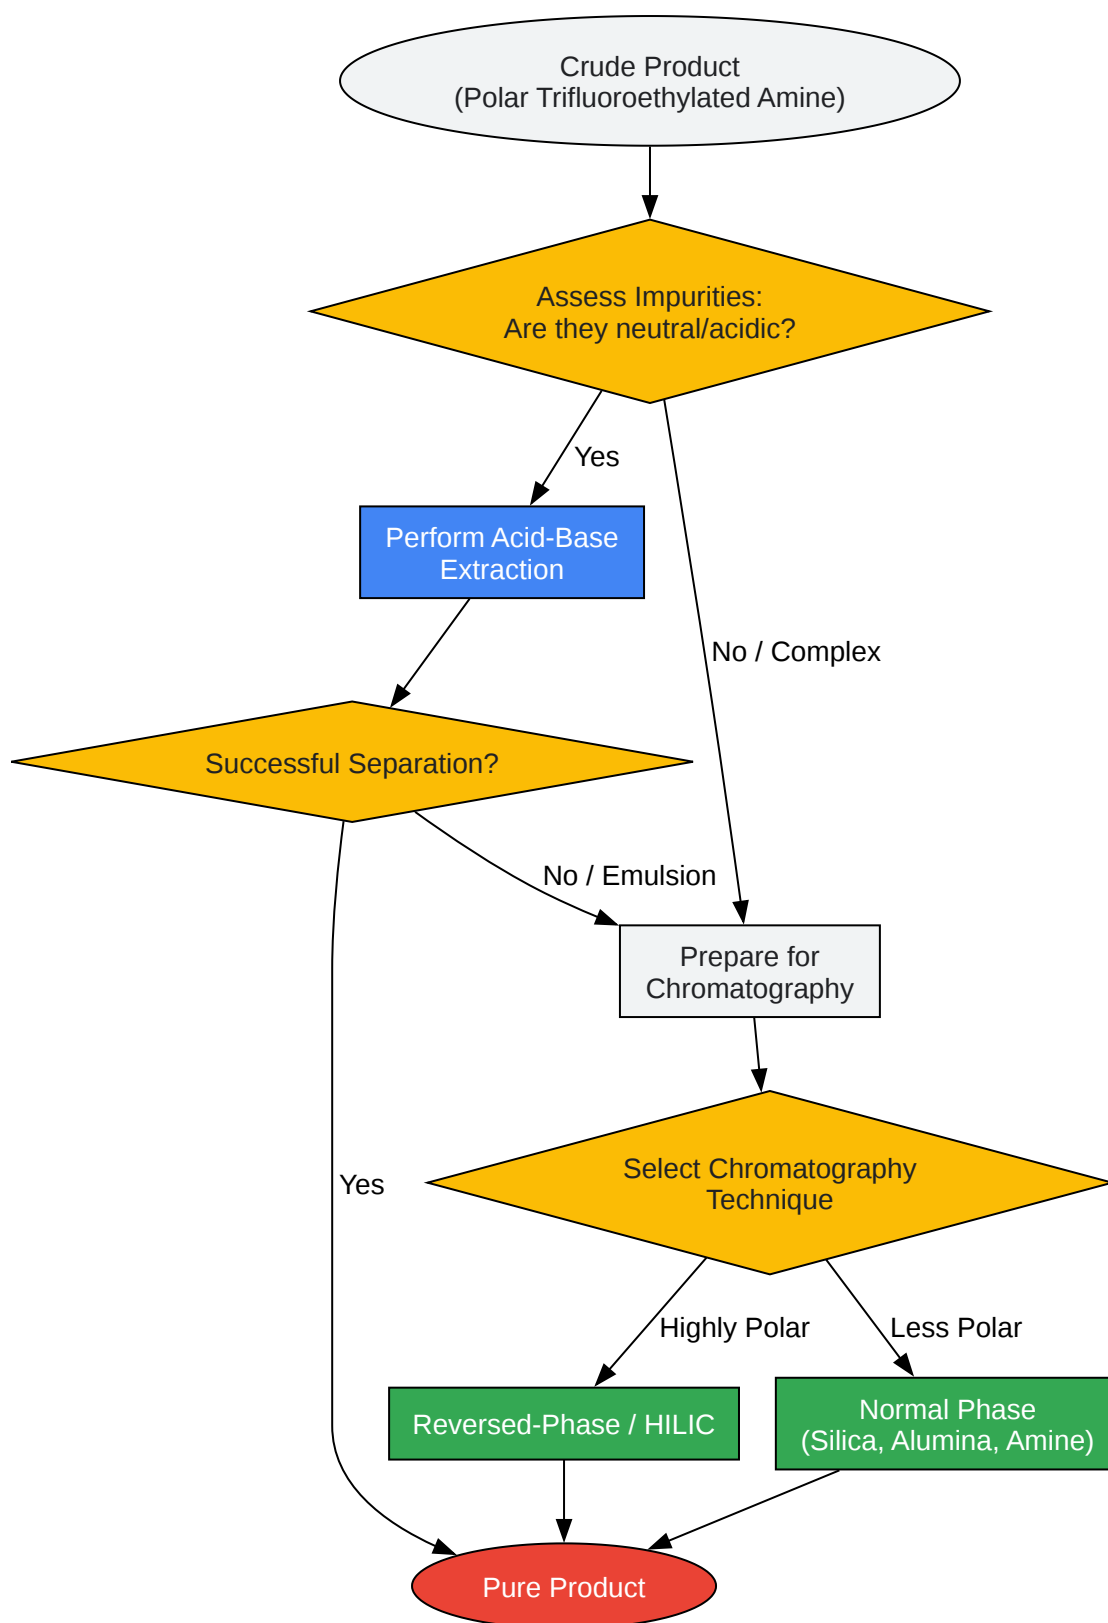 Crude Product
(Polar Trifluoroethylated Amine)
Assess Impurities:
Are they neutral/acidic?
Yes
Perform Acid-Base
Extraction
No / Complex
Successful Separation?
No / Emulsion
Prepare for
Chromatography
Select Chromatography
Technique
Yes
Highly Polar
Less Polar
Reversed-Phase / HILIC
Normal Phase
(Silica, Alumina, Amine)
Pure Product